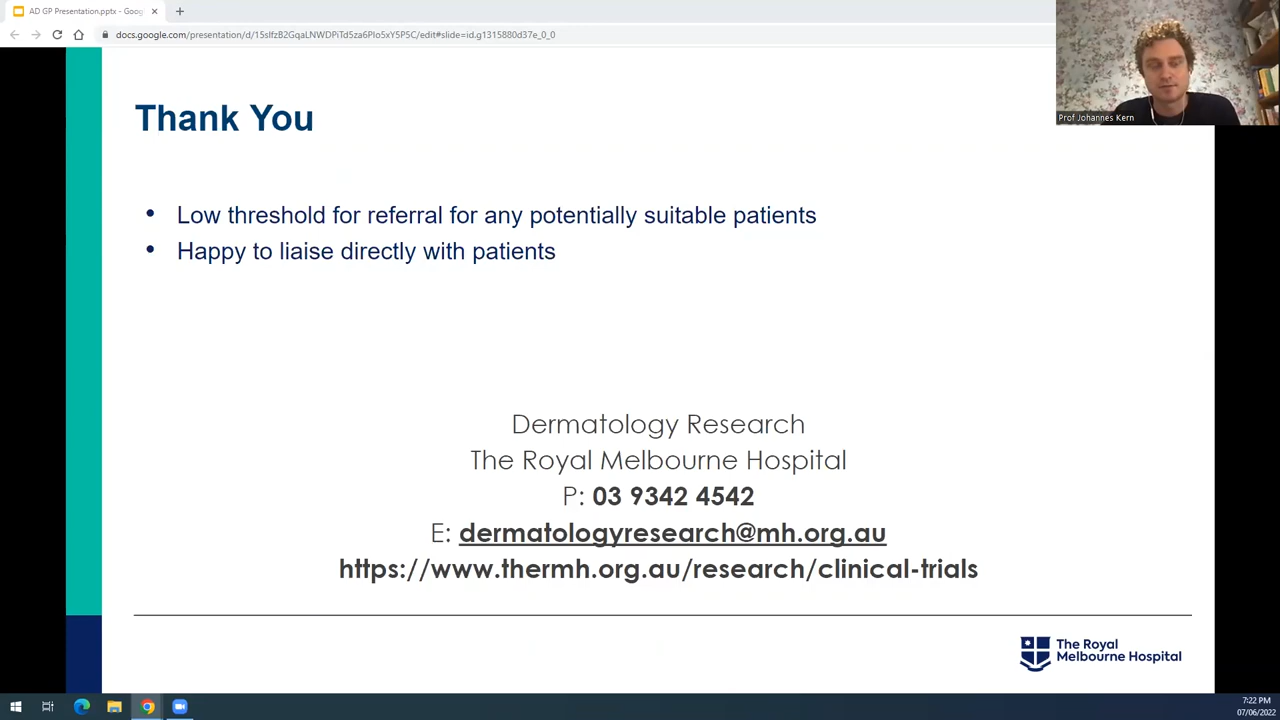 AD GP Presentation.pptx - Goog
docs.google.com/presentation/d/15sIfzB2GqaLNWDPiTd5za6PIo5xY5P5C/edit#slide=id.g1315880d37e_0_0
Prof Johannes Kern
Thank You
• Low threshold for referral for any potentially suitable patients
• Happy to liaise directly with patients
Dermatology Research
The Royal Melbourne Hospital
P: 03 9342 4542
E: dermatologyresearch@mh.org.au
https://www.thermh.org.au/research/clinical-trials
The Royal
Melbourne Hospital
7:22 PM
07/06/2022